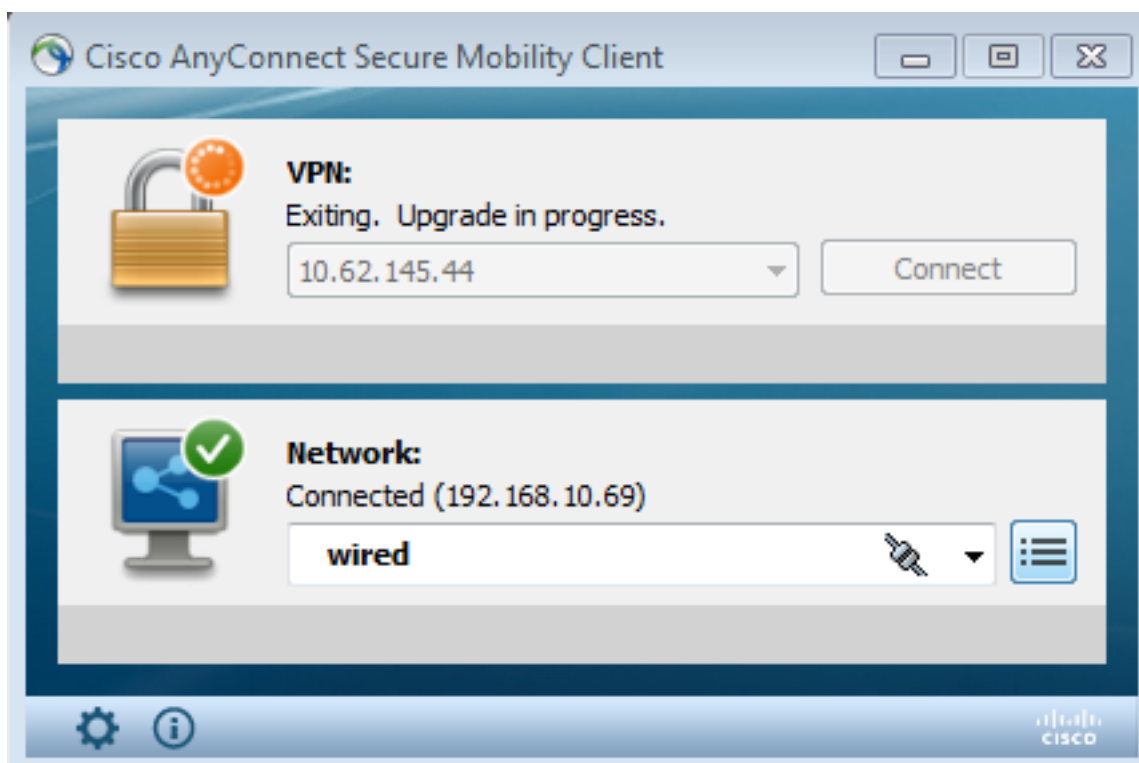 Cisco AnyConnect Secure Mobility Client
VPN:
Exiting. Upgrade in progress.
10.62.145.44
Connect
Network:
Connected (192.168.10.69)
wired
CISCO